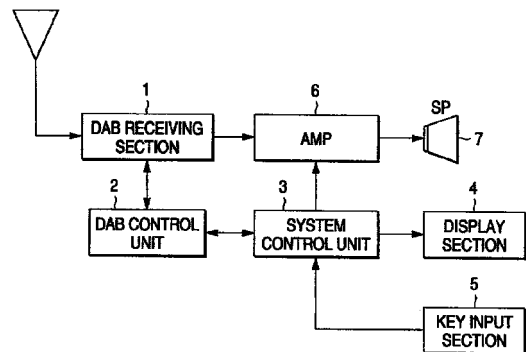 1
DAB RECEIVING
SECTION
6
AMP
SP
7
2
DAB CONTROL
UNIT
3
SYSTEM
CONTROL UNIT
4
DISPLAY
SECTION
5
KEY INPUT
SECTION